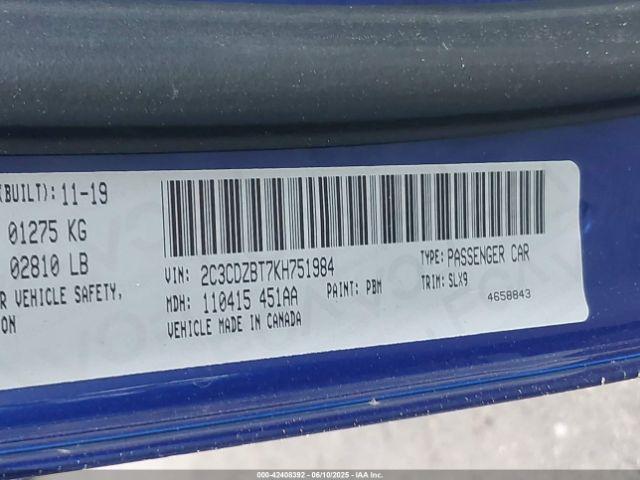 (BUILT): 11-19
01275 KG
02810 LB
R VEHICLE SAFETY,
ION
VIN: 2C3CDZBT7KH751984
TYPE: PASSENGER CAR
MDH: 110415 451AA
PAINT: PBM
TRIM: SLX9
VEHICLE MADE IN CANADA
4658843
000-42408392 - 06/10/2025 - IAA Inc.